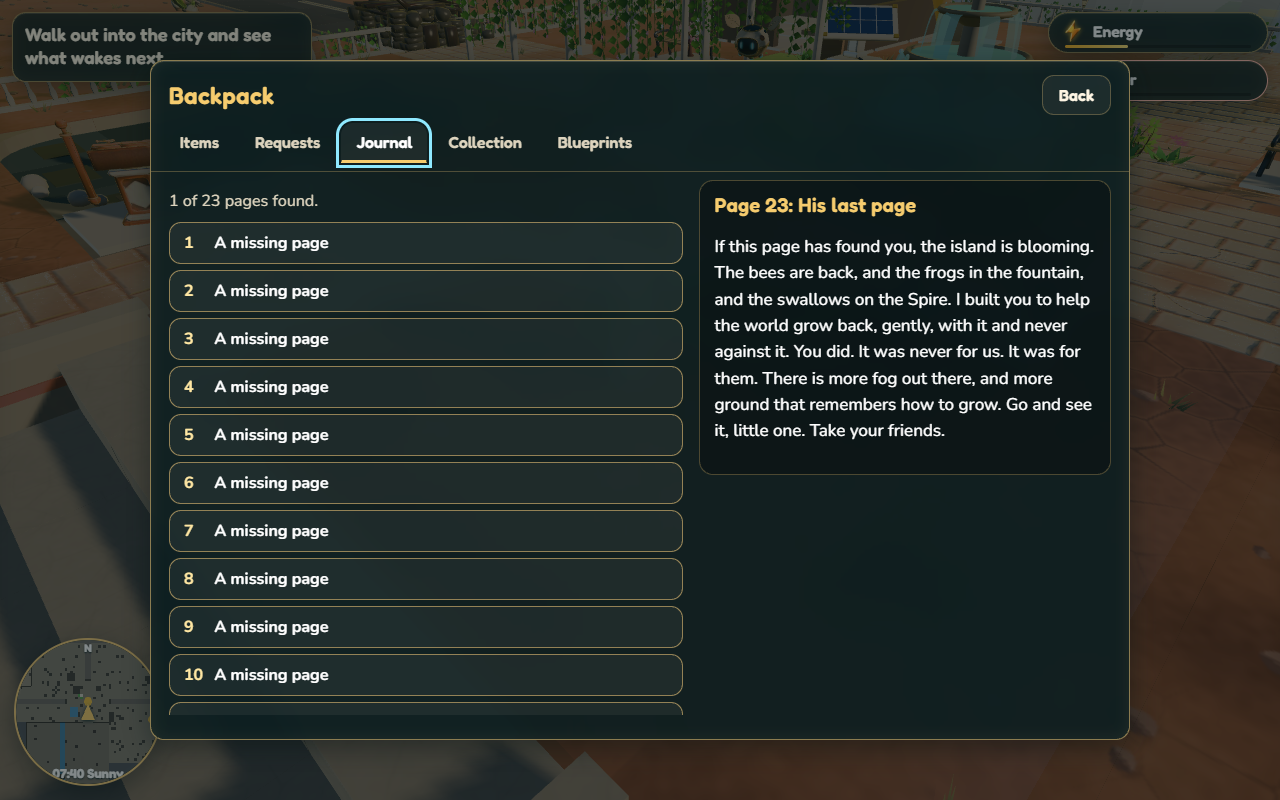 Walk out into the city and see
what wakes next
Energy
Backpack
Back
Items
Requests
Journal
Collection
Blueprints
1 of 23 pages found.
1 A missing page
2 A missing page
3 A missing page
4 A missing page
5 A missing page
6 A missing page
7 A missing page
8 A missing page
9 A missing page
10 A missing page
Page 23: His last page
If this page has found you, the island is blooming.
The bees are back, and the frogs in the fountain,
and the swallows on the Spire. I built you to help
the world grow back, gently, with it and never
against it. You did. It was never for us. It was for
them. There is more fog out there, and more
ground that remembers how to grow. Go and see
it, little one. Take your friends.
N
07:40 Sunny